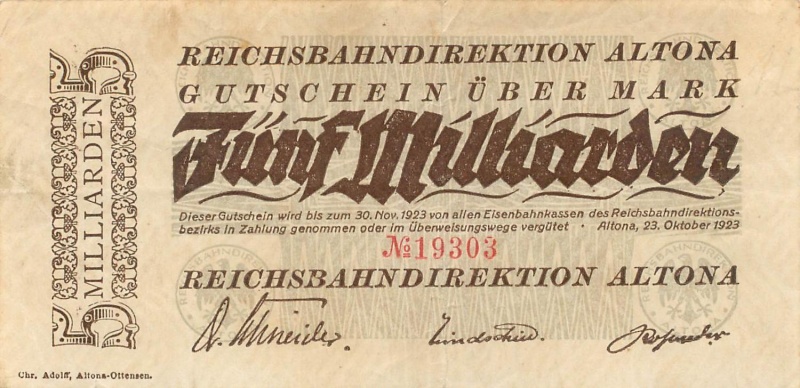 REICHSBAHNDIREKTION ALTONA
GUTSCHEIN ÜBER MARK
Fünf Milliarden
Dieser Gutschein wird bis zum 30. Nov. 1923 von allen Eisenbahnkassen des Reichsbahndirektions-
bezirks in Zahlung genommen oder im Überweisungswege vergütet · Altona, 23. Oktober 1923
№19303
REICHSBAHNDIREKTION ALTONA
5 MILLIARDEN 5
Chr. Adolff, Altona-Ottensen.